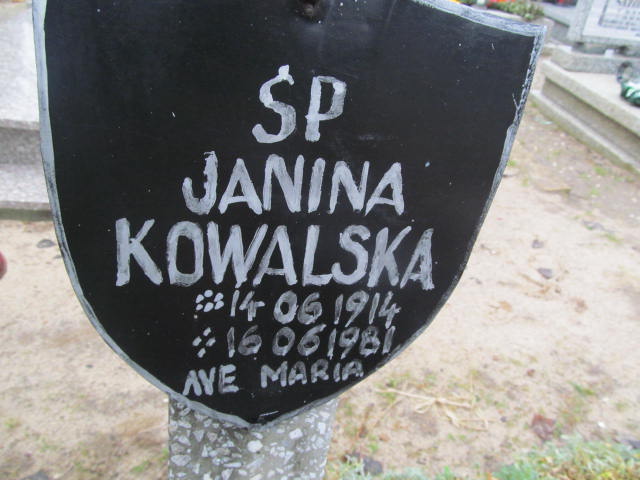 ŚP
JANINA
KOWALSKA
14 06 1914
16 06 1981
AVE MARIA